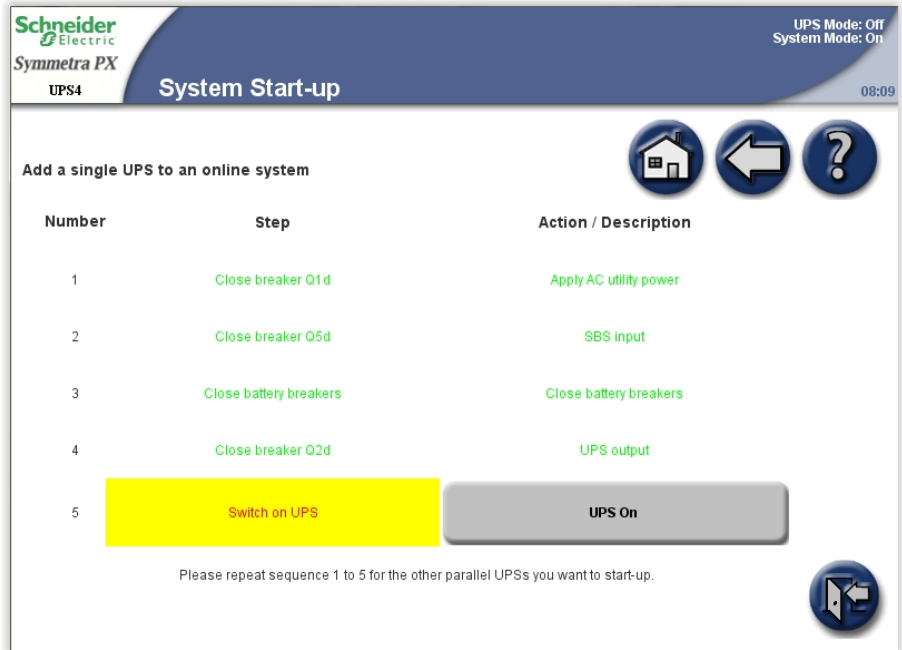 Schneider
Electric
Symmetra PX
UPS4
System Start-up
UPS Mode: Off
System Mode: On
08:09
Add a single UPS to an online system
?
Number Step Action / Description
1 Close breaker Q1d Apply AC utility power
2 Close breaker Q5d SBS input
3 Close battery breakers Close battery breakers
4 Close breaker Q2d UPS output
5 Switch on UPS UPS On
Please repeat sequence 1 to 5 for the other parallel UPSs you want to start-up.